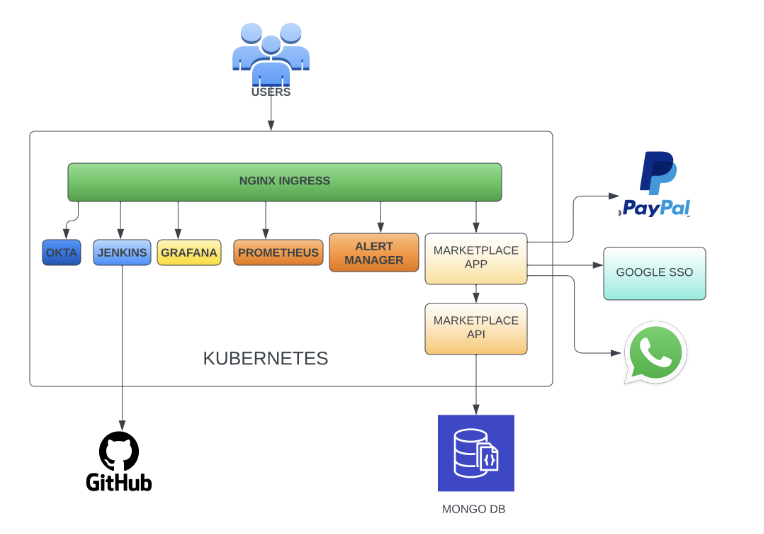 USERS
NGINX INGRESS
OKTA
JENKINS
GRAFANA
PROMETHEUS
ALERT
MANAGER
MARKETPLACE
APP
PayPal
GOOGLE SSO
MARKETPLACE
API
KUBERNETES
GitHub
MONGO DB